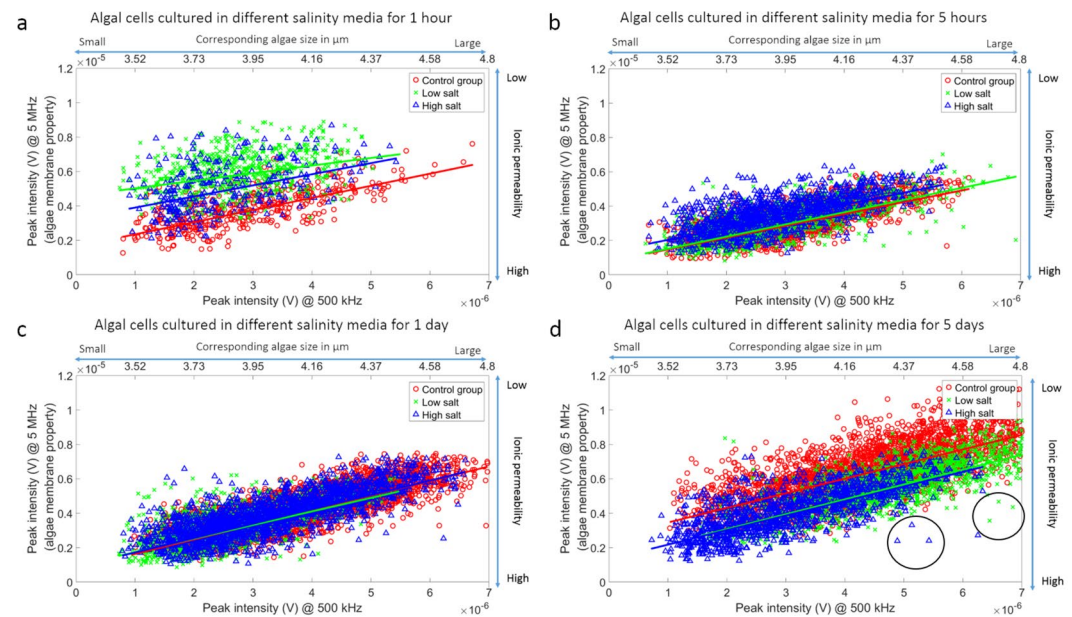 a
Algal cells cultured in different salinity media for 1 hour
Small
Corresponding algae size in μm
Large
×10⁻⁵
3.52 3.73 3.95 4.16 4.37 4.58 4.8
1.2
1
0.8
0.6
0.4
0.2
0
Peak intensity (V) @ 5 MHz
(algae membrane property)
Control group
Low salt
High salt
Low
Ionic permeability
High
0 1 2 3 4 5 6 7
Peak intensity (V) @ 500 kHz
×10⁻⁶
b
Algal cells cultured in different salinity media for 5 hours
Small
Corresponding algae size in μm
Large
×10⁻⁵
3.52 3.73 3.95 4.16 4.37 4.58 4.8
1.2
1
0.8
0.6
0.4
0.2
0
Peak intensity (V) @ 5 MHz
(algae membrane property)
Control group
Low salt
High salt
Low
Ionic permeability
High
0 1 2 3 4 5 6 7
Peak intensity (V) @ 500 kHz
×10⁻⁶
c
Algal cells cultured in different salinity media for 1 day
Small
Corresponding algae size in μm
Large
×10⁻⁵
3.52 3.73 3.95 4.16 4.37 4.58 4.8
1.2
1
0.8
0.6
0.4
0.2
0
Peak intensity (V) @ 5 MHz
(algae membrane property)
Control group
Low salt
High salt
Low
Ionic permeability
High
0 1 2 3 4 5 6 7
Peak intensity (V) @ 500 kHz
×10⁻⁶
d
Algal cells cultured in different salinity media for 5 days
Small
Corresponding algae size in μm
Large
×10⁻⁵
3.52 3.73 3.95 4.16 4.37 4.58 4.8
1.2
1
0.8
0.6
0.4
0.2
0
Peak intensity (V) @ 5 MHz
(algae membrane property)
Control group
Low salt
High salt
Low
Ionic permeability
High
0 1 2 3 4 5 6 7
Peak intensity (V) @ 500 kHz
×10⁻⁶